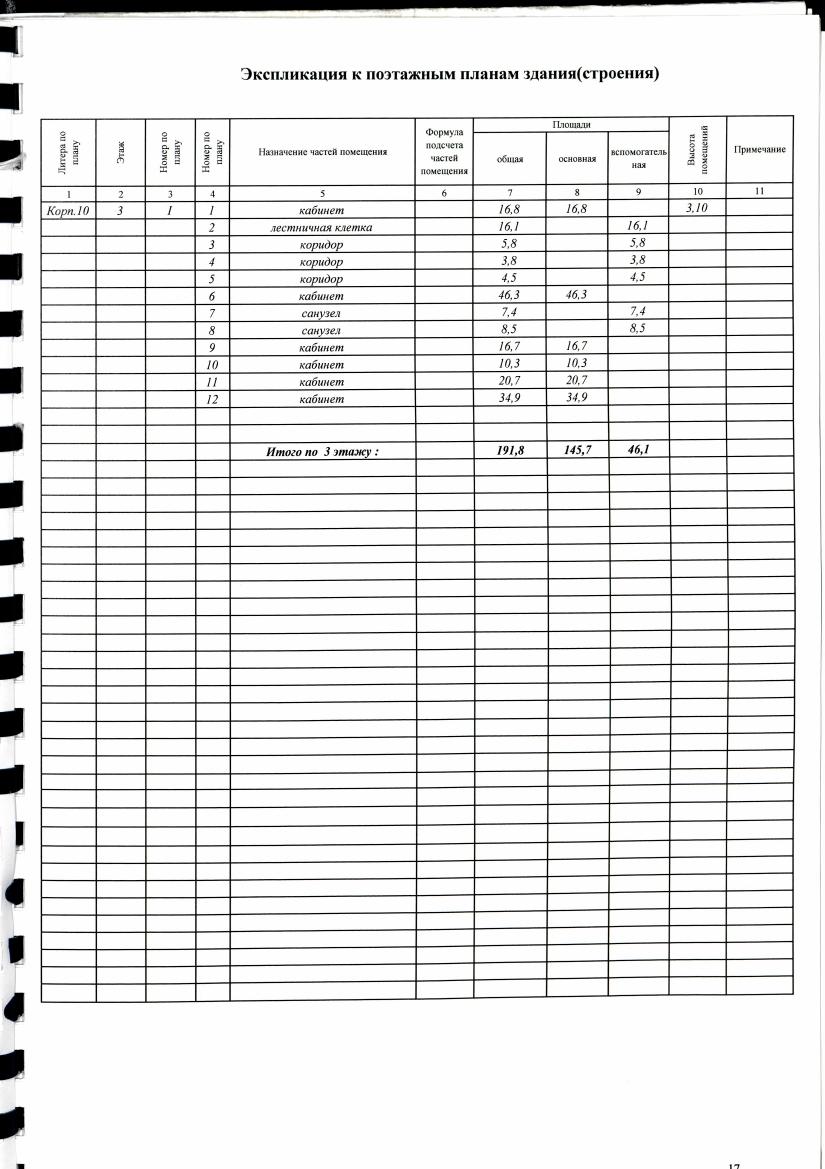 Экспликация к поэтажным планам здания(строения)
Литера по плану Этаж Номер по плану Номер по плану Назначение частей помещения Формула подсчета частей помещения Площади Высота помещений Примечание
общая основная вспомогатель ная
1 2 3 4 5 6 7 8 9 10 11
Корп.10 3 I 1 кабинет 16,8 16,8 3,10
2 лестничная клетка 16,1 16,1
3 коридор 5,8 5,8
4 коридор 3,8 3,8
5 коридор 4,5 4,5
6 кабинет 46,3 46,3
7 санузел 7,4 7,4
8 санузел 8,5 8,5
9 кабинет 16,7 16,7
10 кабинет 10,3 10,3
11 кабинет 20,7 20,7
12 кабинет 34,9 34,9
Итого по 3 этажу : 191,8 145,7 46,1
17